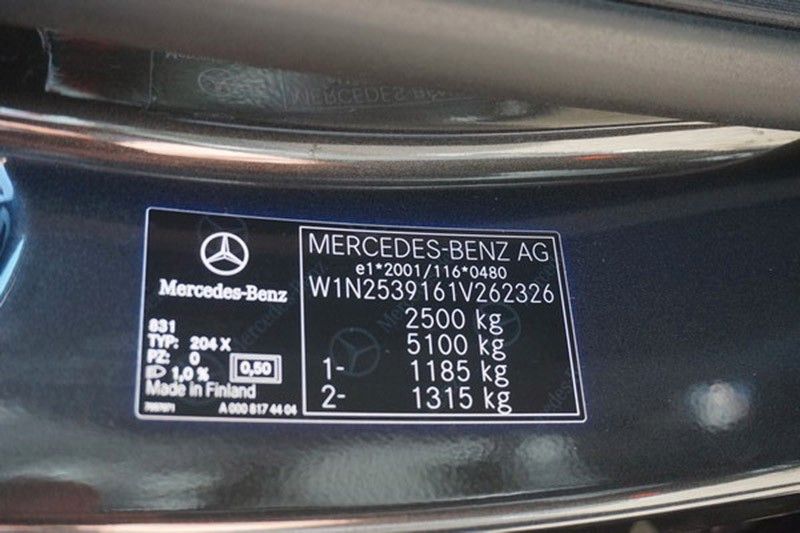 Mercedes-Benz
831
TYP: 204 X
PZ: 0
1,0 %
0,50
Made in Finland
A 000 817 44 04
MERCEDES-BENZ AG
e1*2001/116*0480
W1N2539161V262326
2500 kg
5100 kg
1- 1185 kg
2- 1315 kg